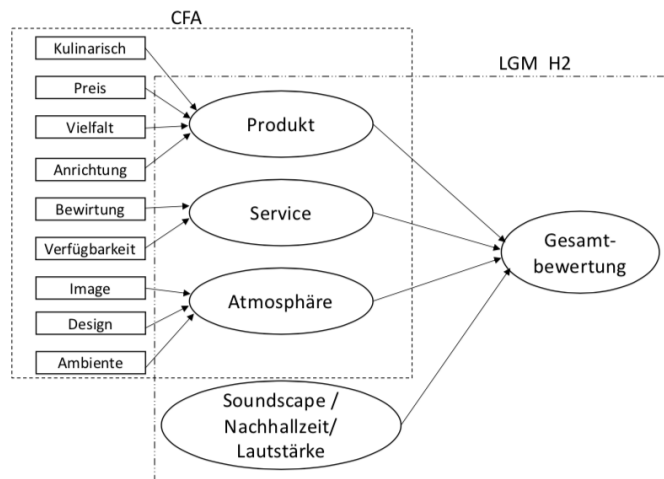 CFA
LGM H2
Kulinarisch
Preis
Vielfalt
Anrichtung
Bewirtung
Verfügbarkeit
Image
Design
Ambiente
Produkt
Service
Atmosphäre
Soundscape /
Nachhallzeit/
Lautstärke
Gesamt-
bewertung